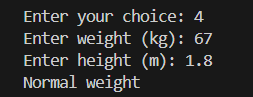 Enter your choice: 4
Enter weight (kg): 67
Enter height (m): 1.8
Normal weight